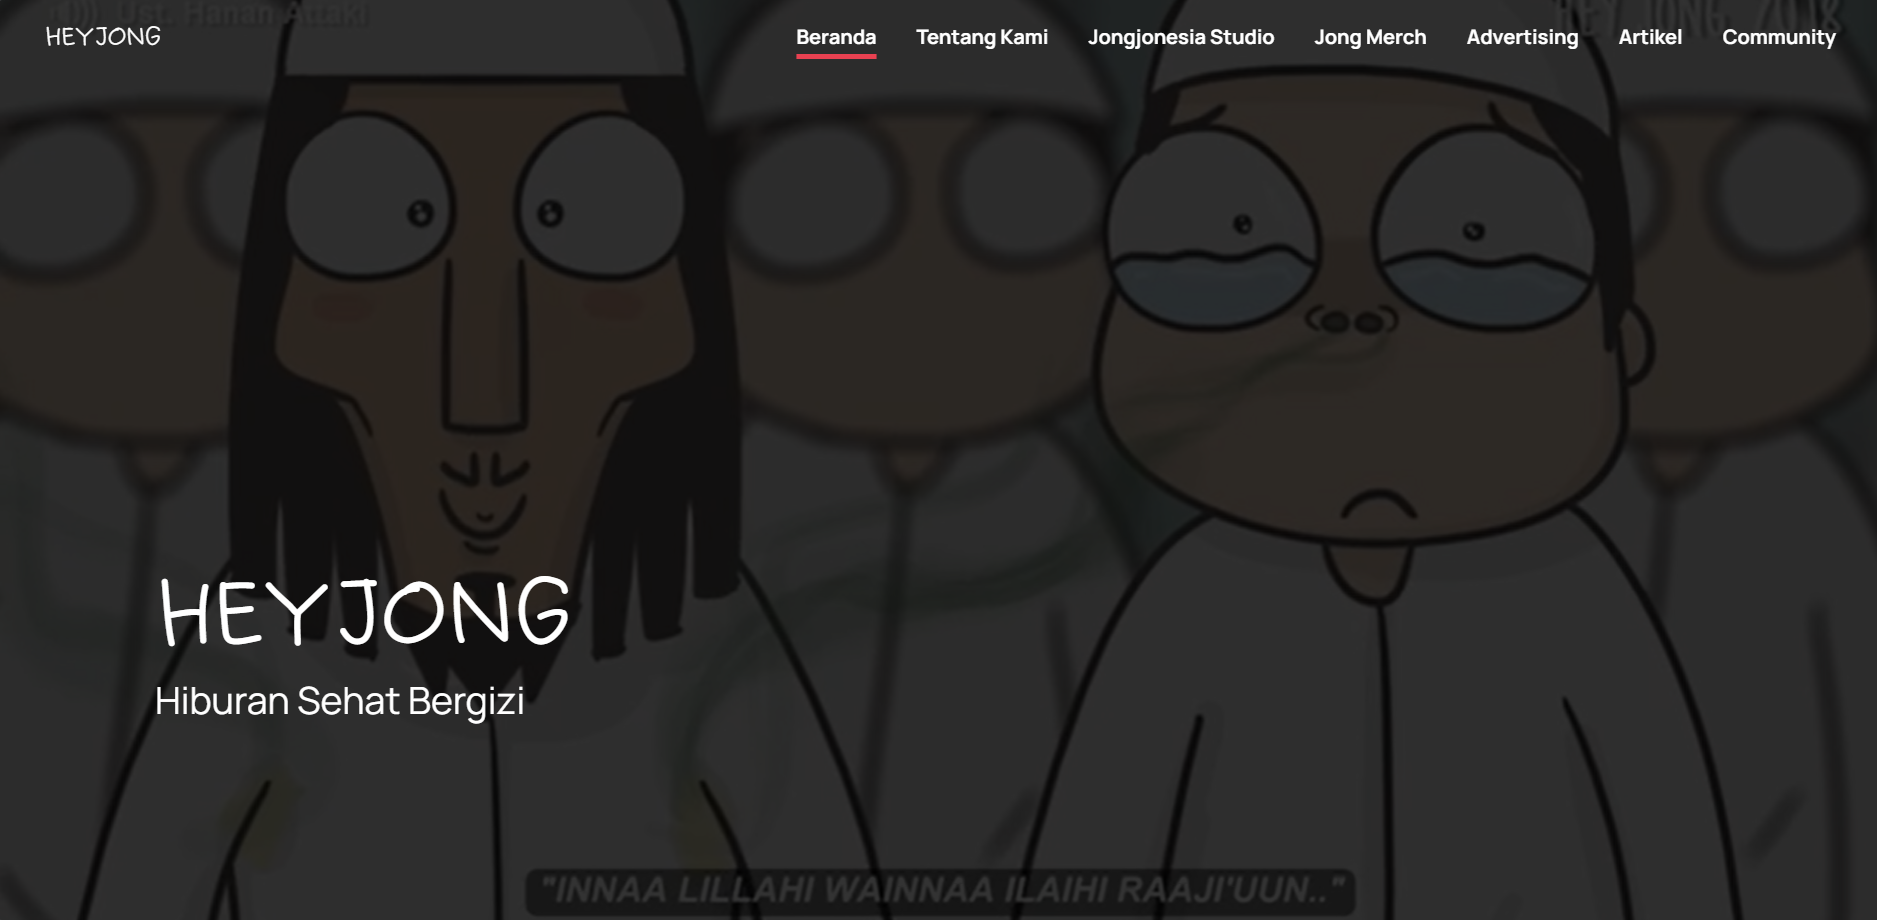 Ust. Hanan Attaki
HEY JONG 2018
HEYJONG
Beranda Tentang Kami Jongjonesia Studio Jong Merch Advertising Artikel Community
HEYJONG
Hiburan Sehat Bergizi
"INNAA LILLAHI WAINNAA ILAIHI RAAJI'UUN.."